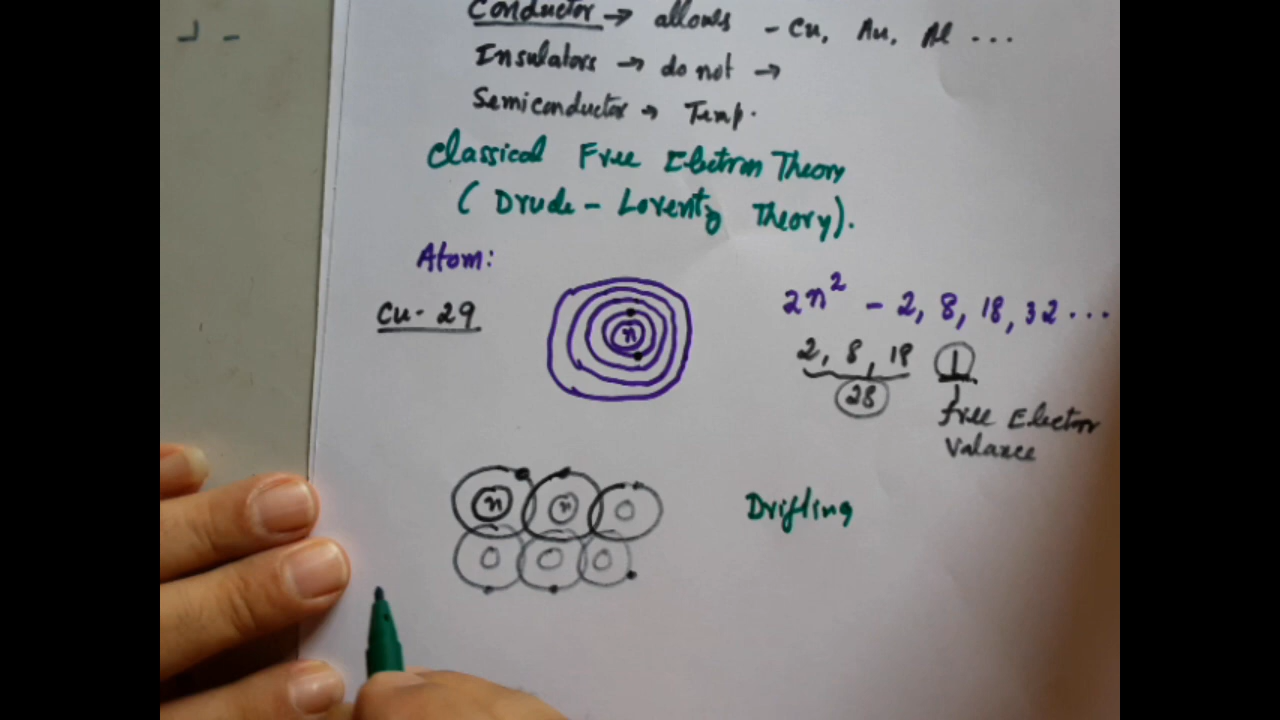 Conductor → allows - Cu, Au, Al ...
Insulators → do not →
Semiconductor → Temp.
Classical Free Electron Theory
( Drude - Lorentz Theory).
Atom:
Cu - 29
n
2n² - 2, 8, 18, 32 ...
2, 8, 18 1
28
free Electron
Valance
n n
Drifting